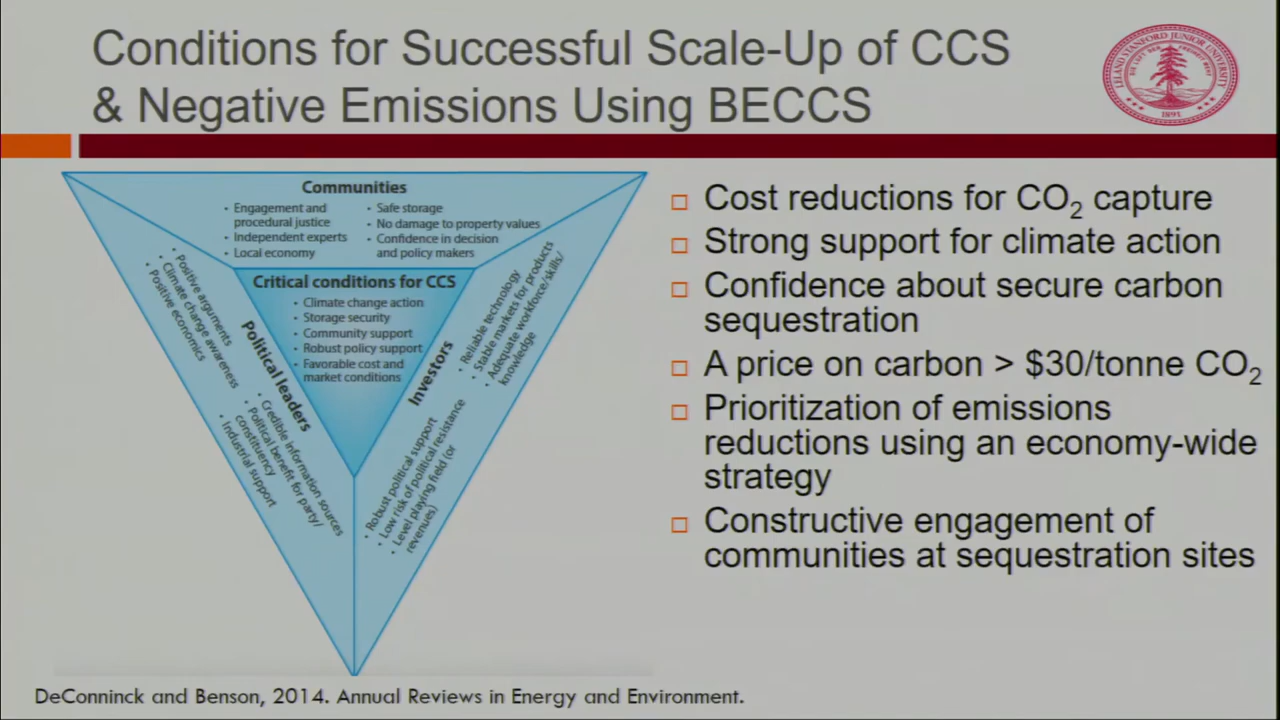 Conditions for Successful Scale-Up of CCS
& Negative Emissions Using BECCS
LELAND STANFORD JUNIOR UNIVERSITY
1891
Communities
• Engagement and
procedural justice
• Independent experts
• Local economy
• Safe storage
• No damage to property values
• Confidence in decision
and policy makers
Critical conditions for CCS
• Climate change action
• Storage security
• Community support
• Robust policy support
• Favorable cost and
market conditions
Political leaders
• Positive arguments
• Climate change awareness
• Positive economics
• Credible information sources
• Political benefit for party/
constituency
• Industrial support
Investors
• Reliable technology
• Stable markets for products
• Adequate workforce/skills/
knowledge
• Robust political support
• Low risk of political resistance
• Level playing field (or
revenues)
Cost reductions for CO2 capture
Strong support for climate action
Confidence about secure carbon
sequestration
A price on carbon > $30/tonne CO2
Prioritization of emissions
reductions using an economy-wide
strategy
Constructive engagement of
communities at sequestration sites
DeConninck and Benson, 2014. Annual Reviews in Energy and Environment.